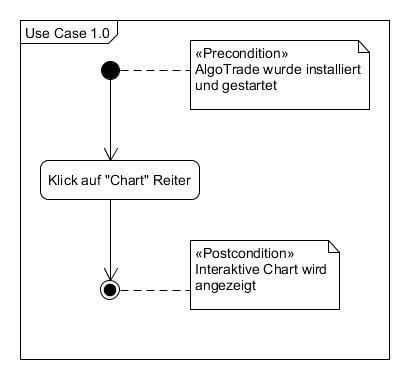 Use Case 1.0
«Precondition»
AlgoTrade wurde installiert
und gestartet
Klick auf "Chart" Reiter
«Postcondition»
Interaktive Chart wird
angezeigt